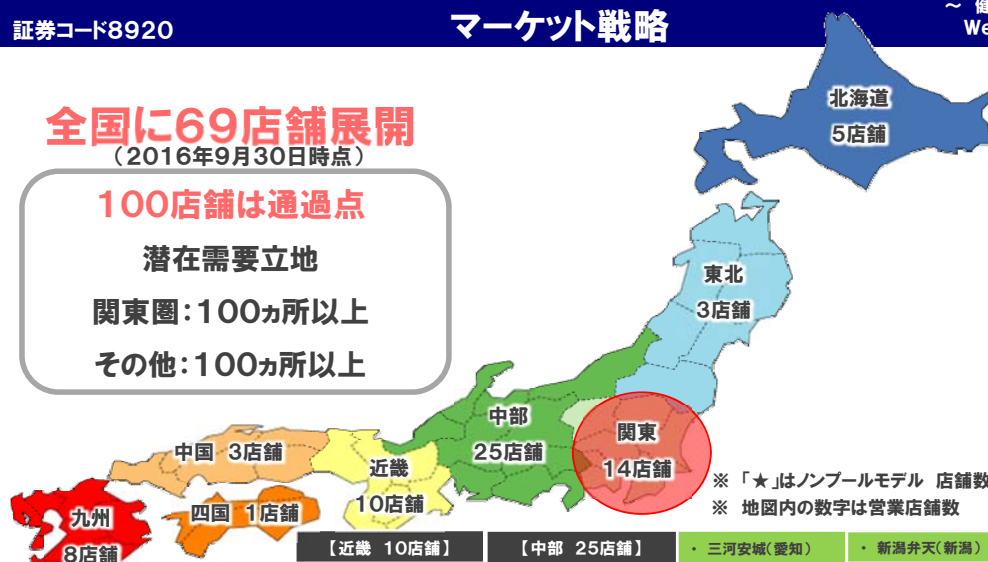 証券コード8920
マーケット戦略
～ 健
We
全国に69店舗展開
（2016年9月30日時点）
100店舗は通過点
潜在需要立地
関東圏：100ヵ所以上
その他：100ヵ所以上
北海道
5店舗
東北
3店舗
中部
25店舗
関東
14店舗
中国 3店舗
近畿
10店舗
四国 1店舗
九州
8店舗
※ 「★」はノンプールモデル 店舗数
※ 地図内の数字は営業店舗数
【近畿 10店舗】
【中部 25店舗】
・ 三河安城（愛知）
・ 新潟弁天（新潟）